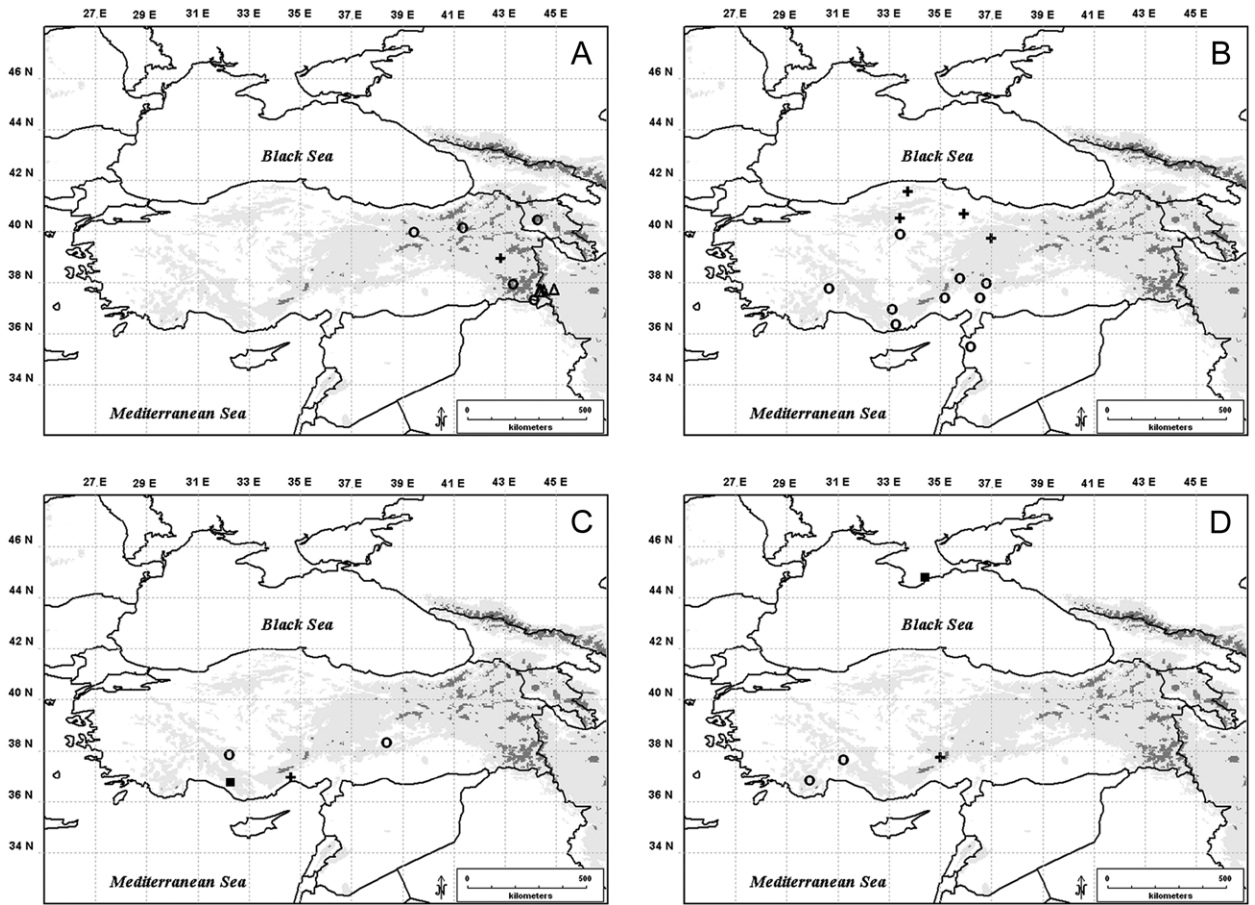 27 E 29 E 31 E 33 E 35 E 37 E 39 E 41 E 43 E 45 E
A
46 N
44 N
Black Sea
42 N
40 N
38 N
36 N
34 N
Mediterranean Sea
N
0 500
kilometers
27 E 29 E 31 E 33 E 35 E 37 E 39 E 41 E 43 E 45 E
B
46 N
44 N
Black Sea
42 N
40 N
38 N
36 N
34 N
Mediterranean Sea
N
0 500
kilometers
27 E 29 E 31 E 33 E 35 E 37 E 39 E 41 E 43 E 45 E
C
46 N
44 N
Black Sea
42 N
40 N
38 N
36 N
34 N
Mediterranean Sea
N
0 500
kilometers
27 E 29 E 31 E 33 E 35 E 37 E 39 E 41 E 43 E 45 E
D
46 N
44 N
Black Sea
42 N
40 N
38 N
36 N
34 N
Mediterranean Sea
N
0 500
kilometers